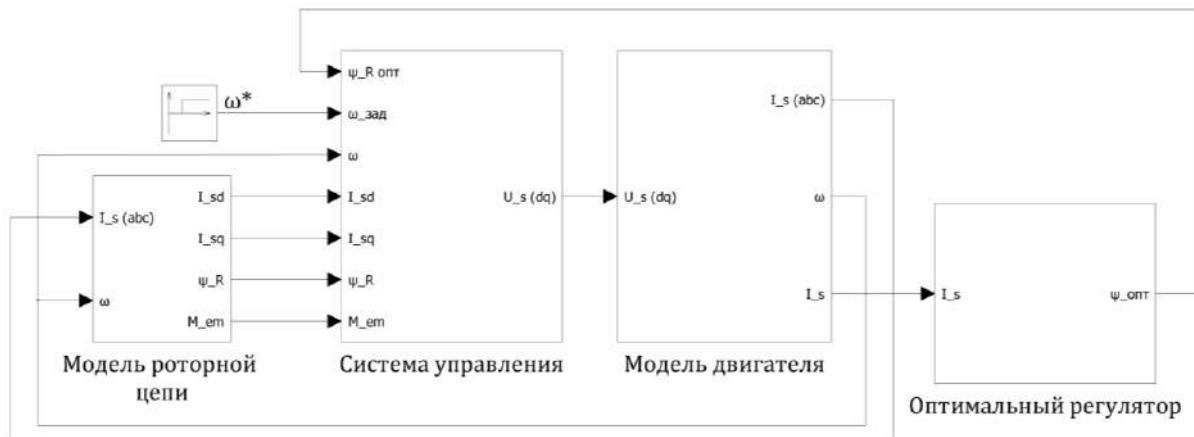 ω*
I_s (abc)
ω
I_sd
I_sq
ψ_R
M_em
Модель роторной
цепи
ψ_R опт
ω_зад
ω
I_sd
I_sq
ψ_R
M_em
U_s (dq)
Система управления
U_s (dq)
I_s (abc)
ω
I_s
Модель двигателя
I_s
ψ_опт
Оптимальный регулятор